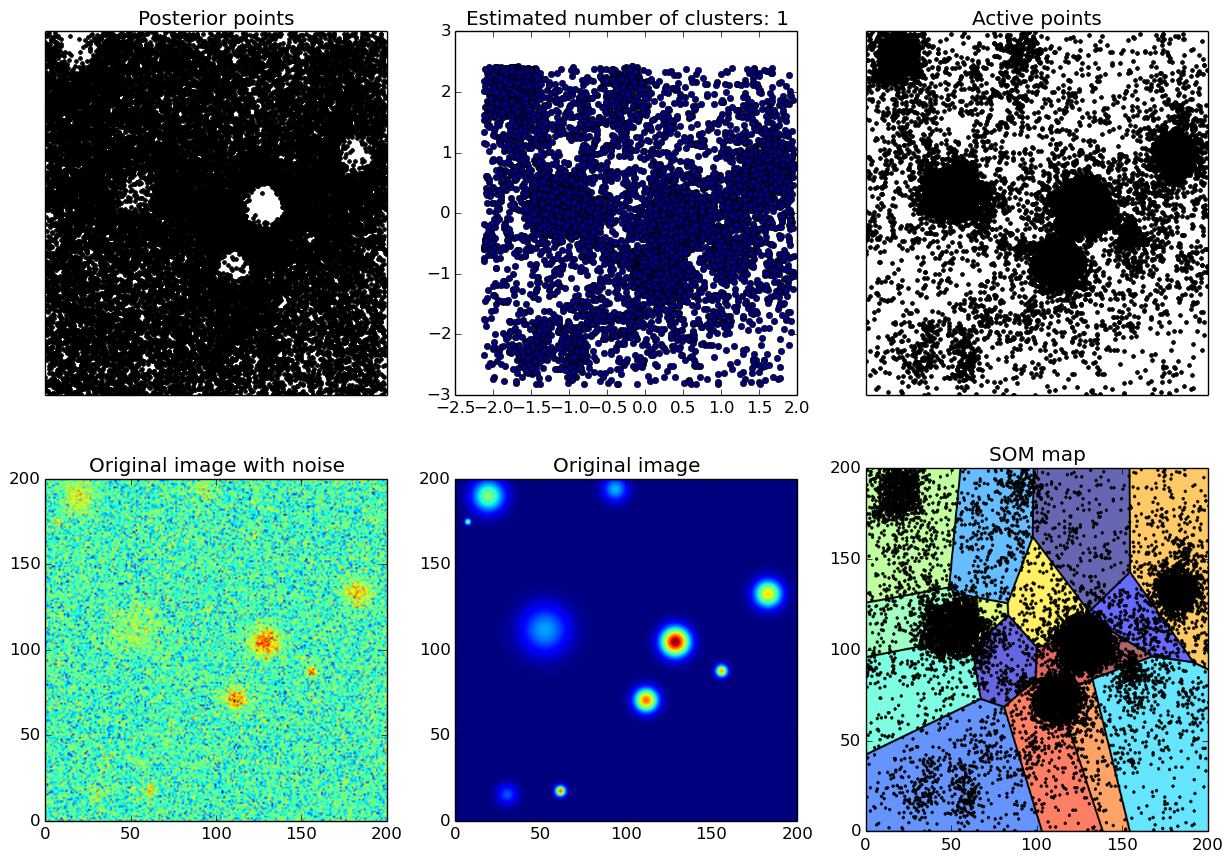 Posterior points
Estimated number of clusters: 1
Active points
3
2
1
0
−1
−2
−3
−2.5 −2.0 −1.5 −1.0 −0.5 0.0 0.5 1.0 1.5 2.0
Original image with noise
Original image
SOM map
200
150
100
50
0
0 50 100 150 200
200
150
100
50
0
0 50 100 150 200
200
150
100
50
0
0 50 100 150 200